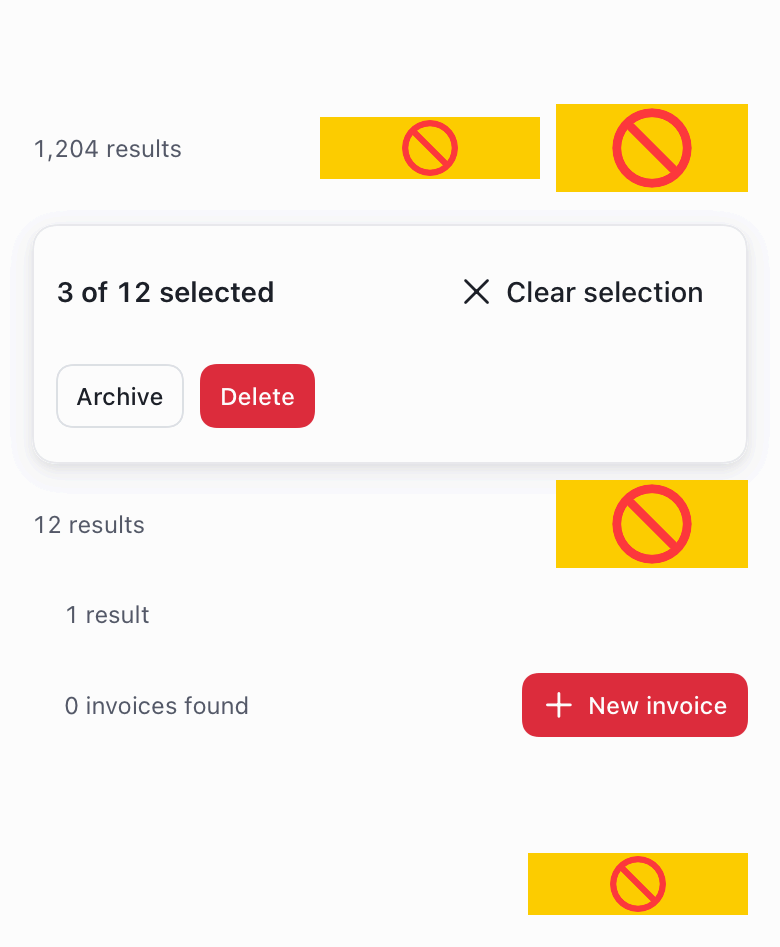 1,204 results
3 of 12 selected
Clear selection
Archive
Delete
12 results
1 result
0 invoices found
New invoice